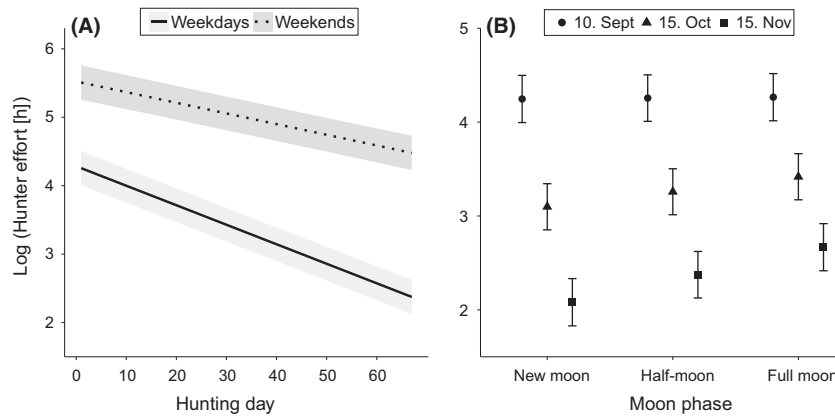 (A)
Weekdays Weekends
Log (Hunter effort [h])
6
5
4
3
2
0 10 20 30 40 50 60
Hunting day
(B)
10. Sept 15. Oct 15. Nov
5
4
3
2
New moon Half-moon Full moon
Moon phase